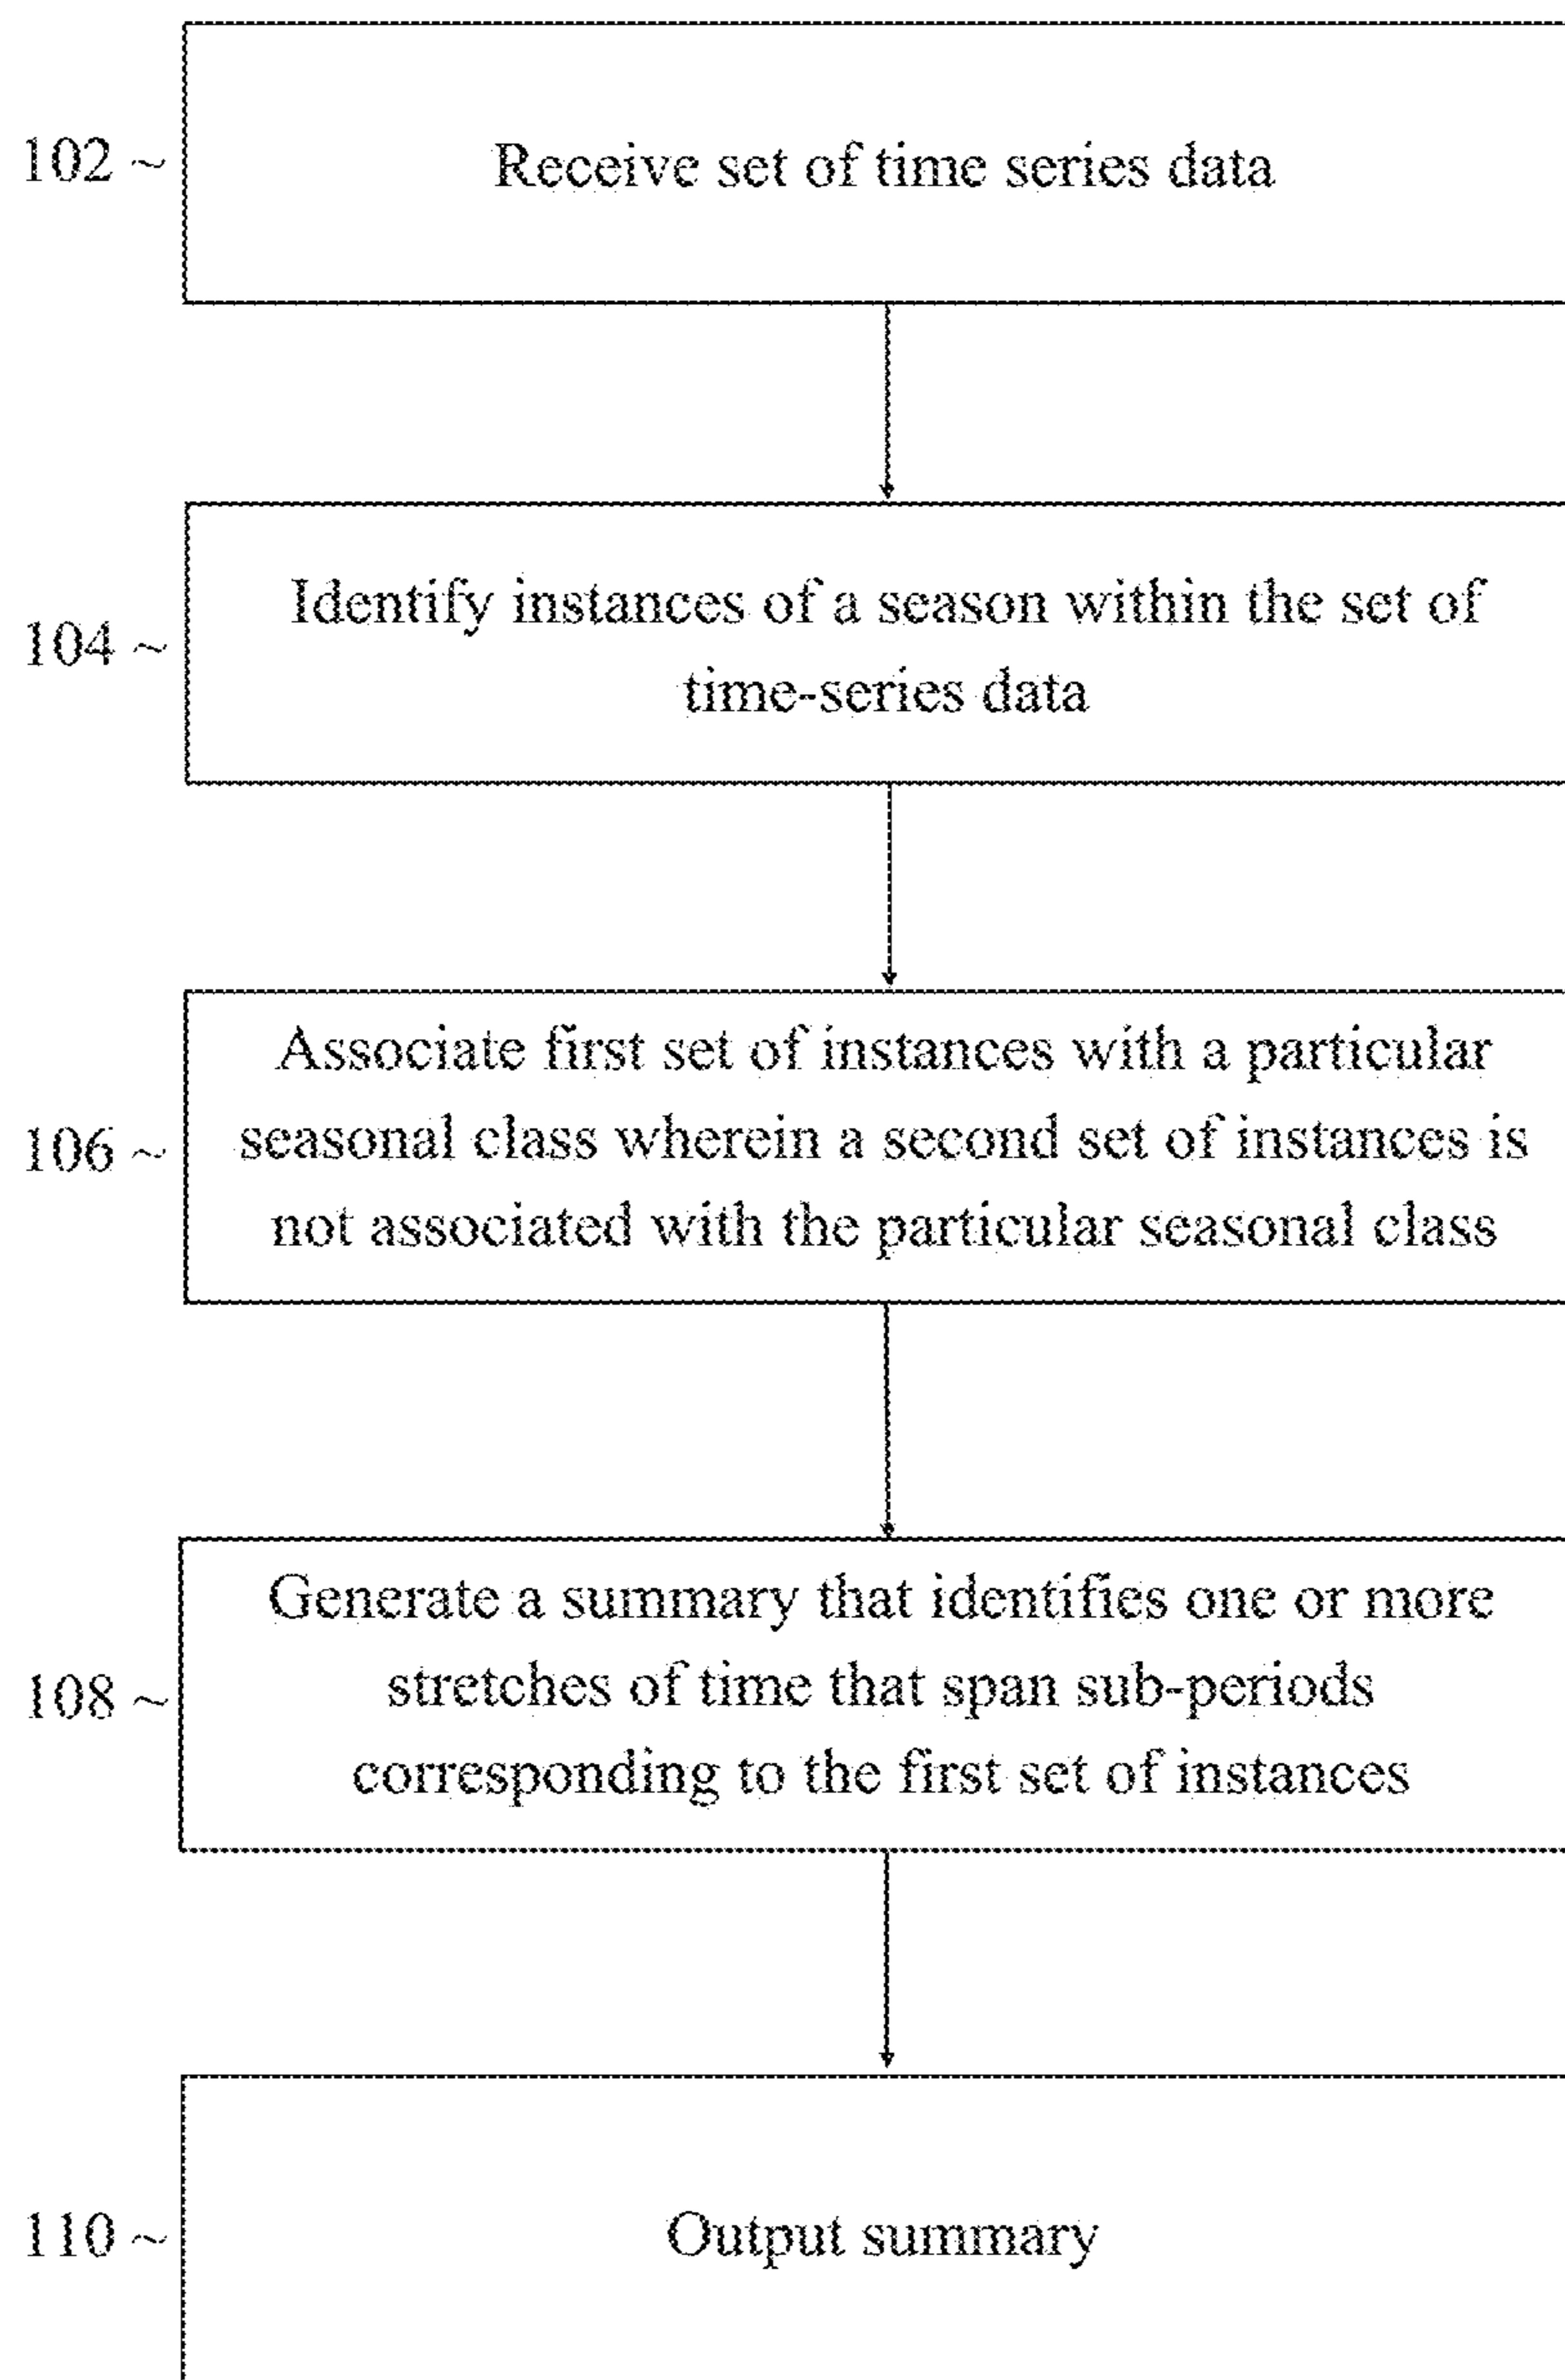 102 ~
Receive set of time series data
104 ~
Identify instances of a season within the set of
time-series data
106 ~
Associate first set of instances with a particular
seasonal class wherein a second set of instances is
not associated with the particular seasonal class
108 ~
Generate a summary that identifies one or more
stretches of time that span sub-periods
corresponding to the first set of instances
110 ~
Output summary